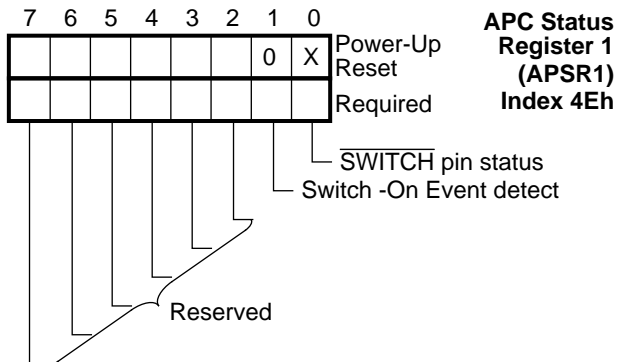 7 6 5 4 3 2 1 0
APC Status
Register 1
(APSR1)
Index 4Eh
0 X
Power-Up
Reset
Required
SWITCH pin status
Switch -On Event detect
Reserved